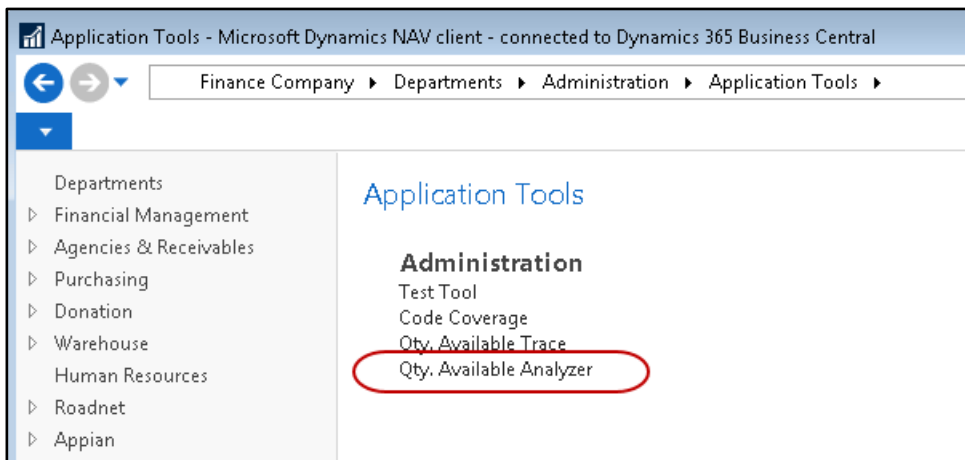 Application Tools - Microsoft Dynamics NAV client - connected to Dynamics 365 Business Central
Finance Company ▸ Departments ▸ Administration ▸ Application Tools ▸
Departments
Financial Management
Agencies & Receivables
Purchasing
Donation
Warehouse
Human Resources
Roadnet
Appian
Application Tools
Administration
Test Tool
Code Coverage
Qty. Available Trace
Qty. Available Analyzer